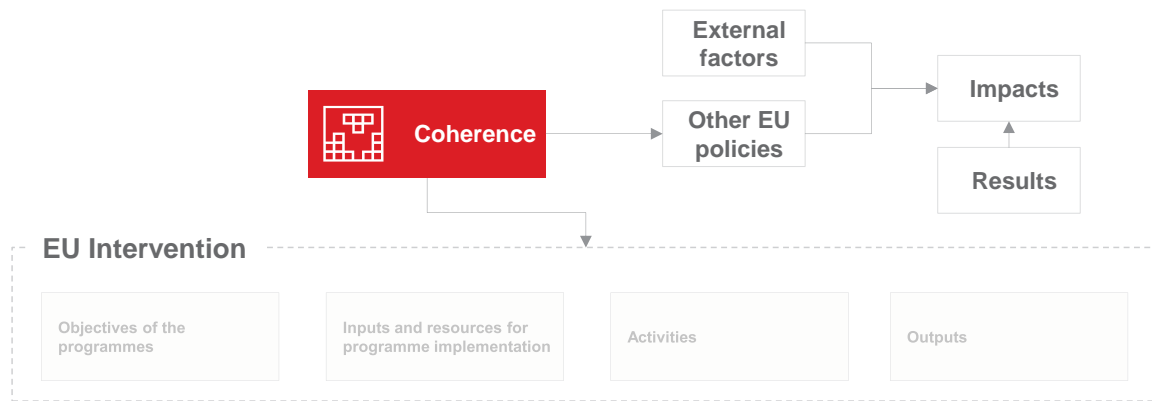 External
factors
Impacts
Coherence
Other EU
policies
Results
EU Intervention
Objectives of the
programmes
Inputs and resources for
programme implementation
Activities
Outputs